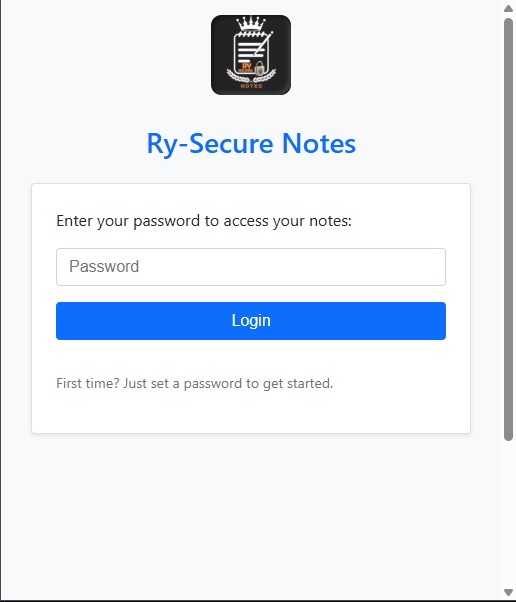 RY
NOTES
Ry-Secure Notes
Enter your password to access your notes:
Password
Login
First time? Just set a password to get started.